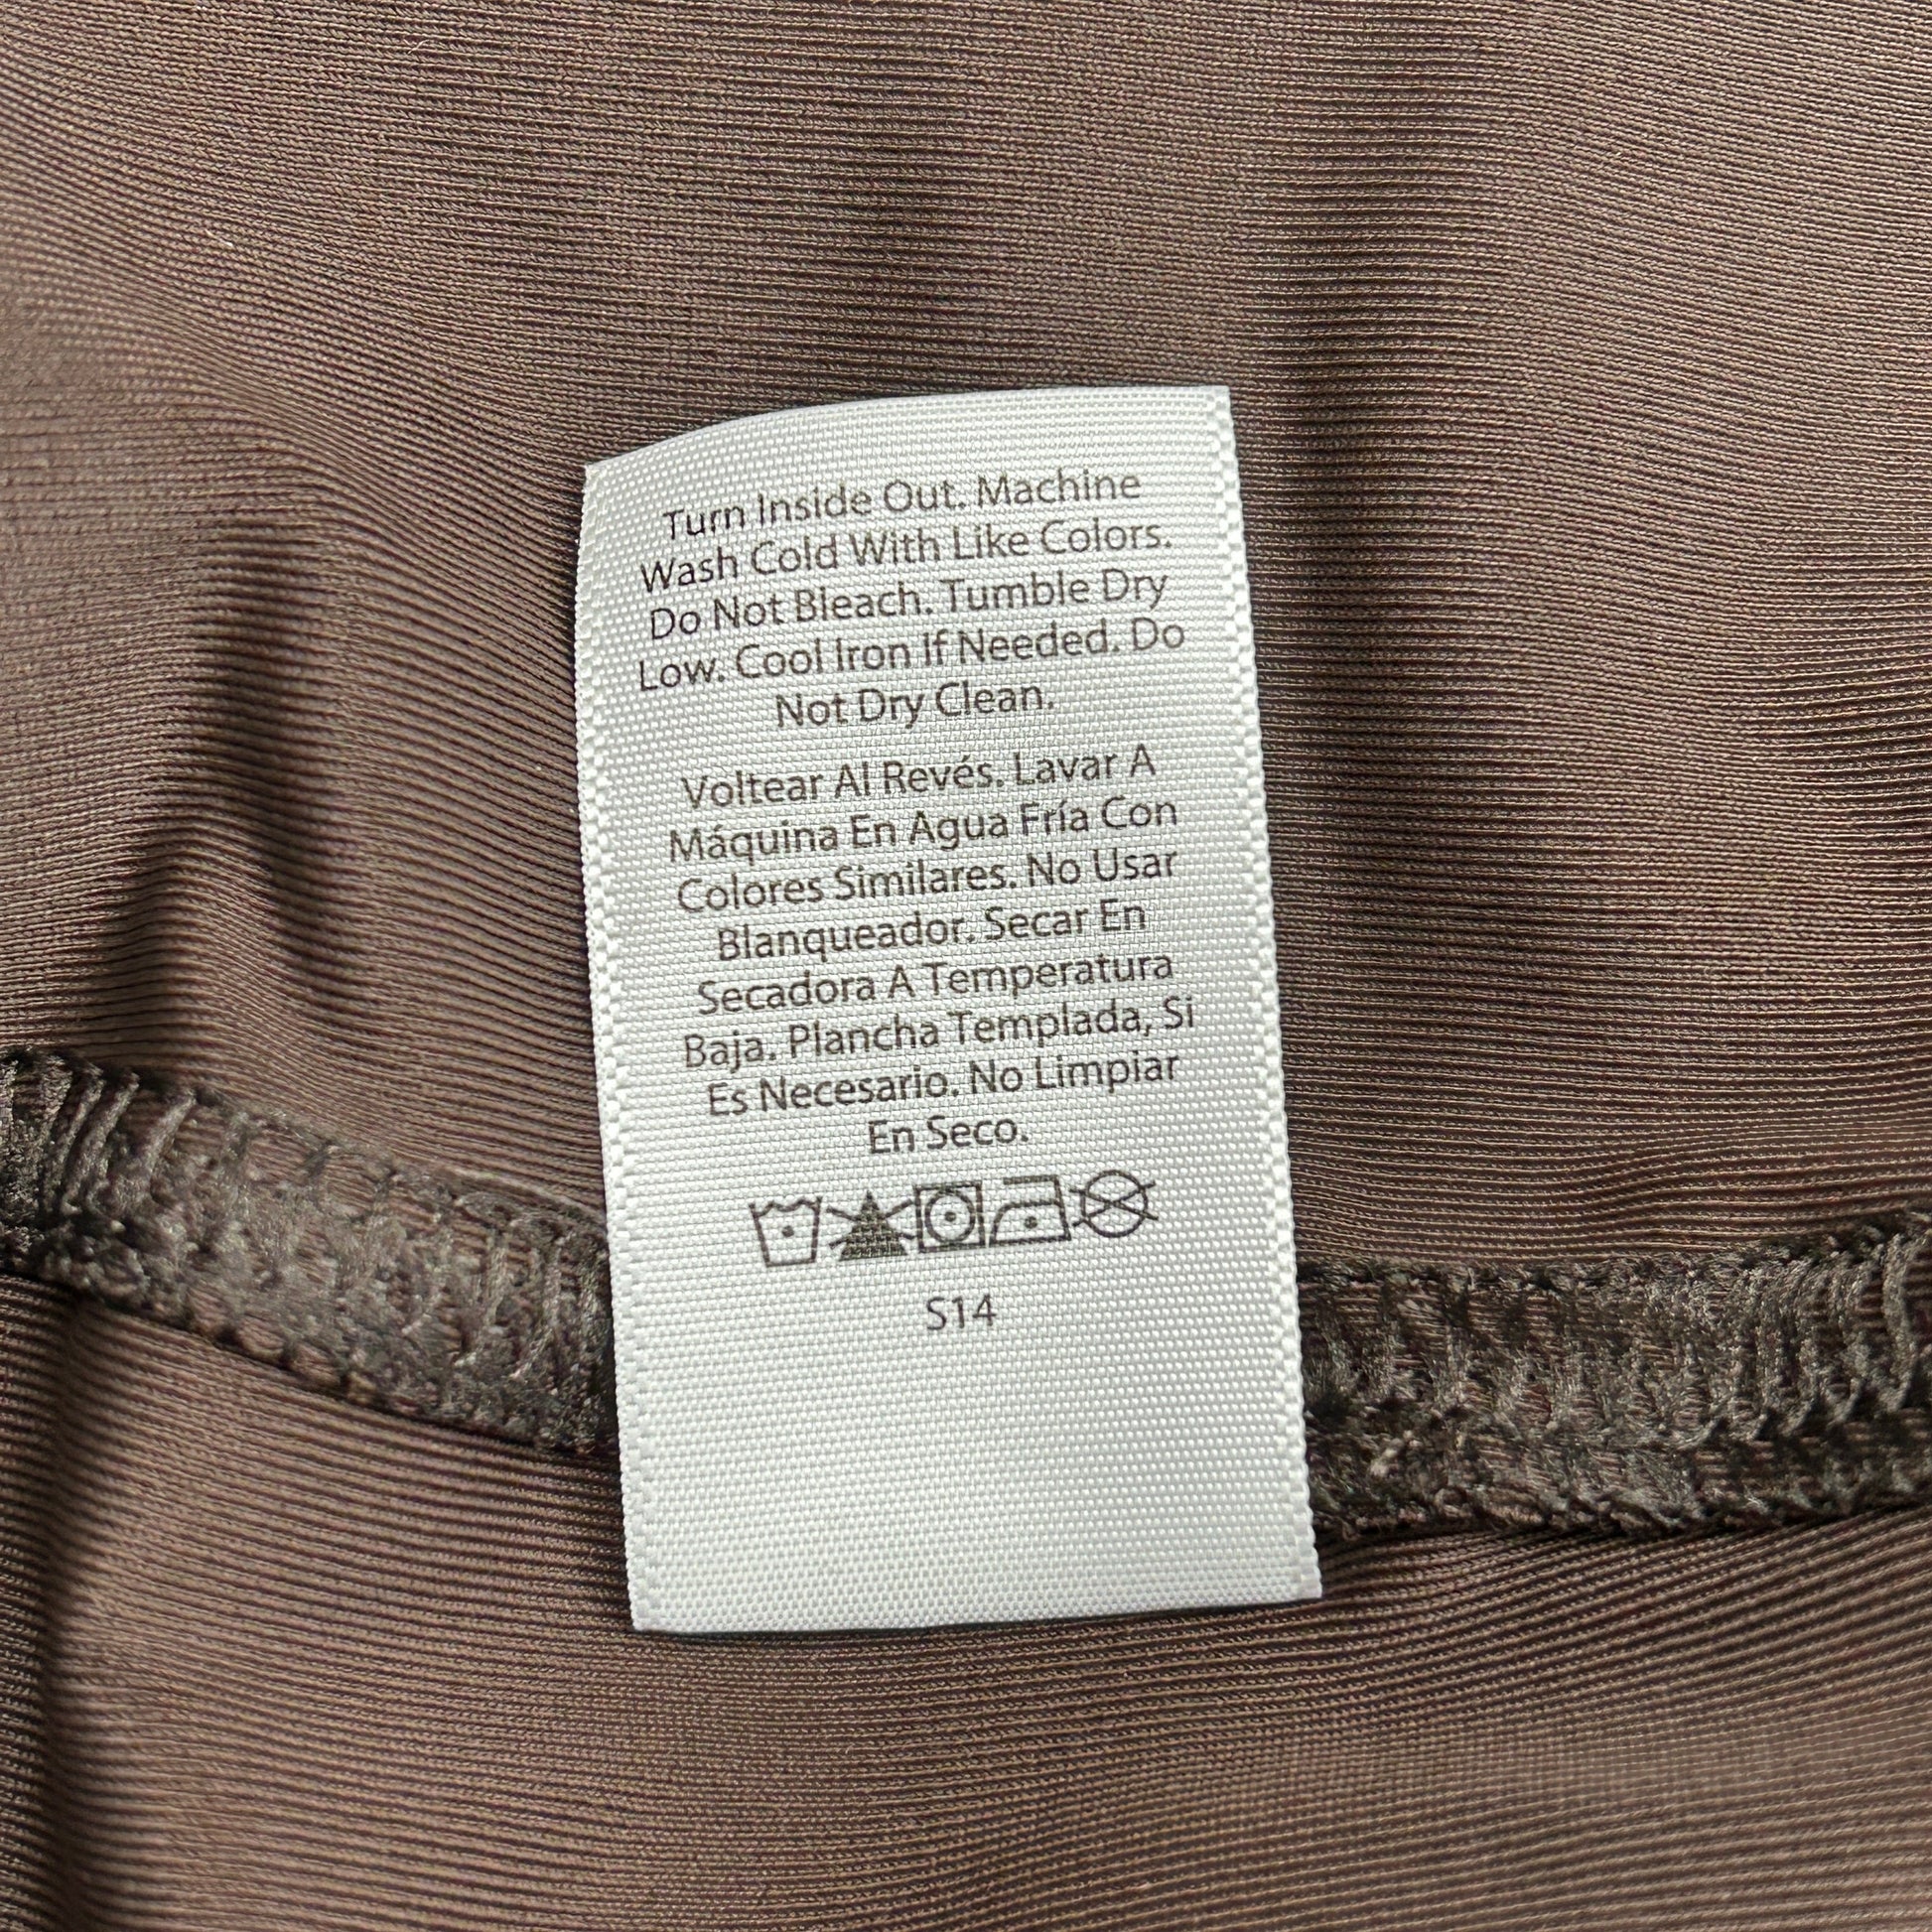 Turn Inside Out. Machine
Wash Cold With Like Colors.
Do Not Bleach. Tumble Dry
Low. Cool Iron If Needed. Do
Not Dry Clean.
Voltear Al Revés. Lavar A
Máquina En Agua Fría Con
Colores Similares. No Usar
Blanqueador. Secar En
Secadora A Temperatura
Baja. Plancha Templada, Si
Es Necesario. No Limpiar
En Seco.
S14